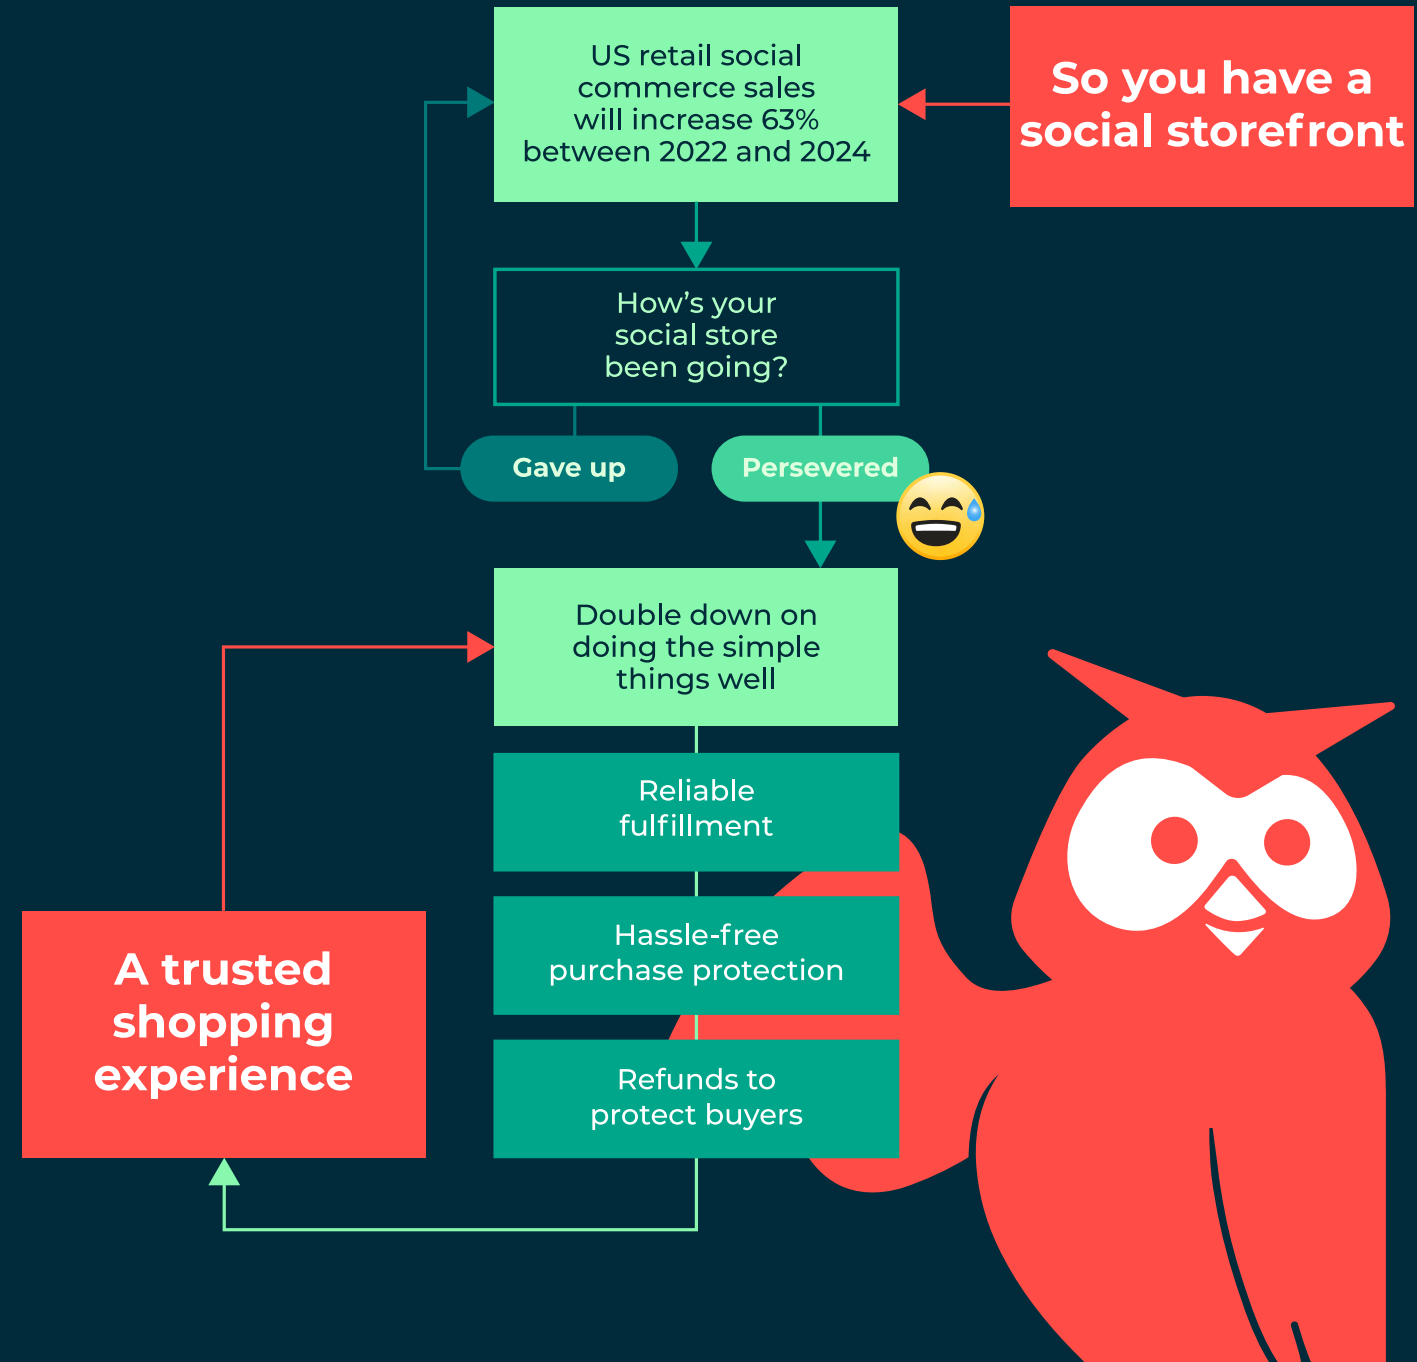 So you have a
social storefront
US retail social
commerce sales
will increase 63%
between 2022 and 2024
How’s your
social store
been going?
Gave up
Persevered
Double down on
doing the simple
things well
Reliable
fulfillment
Hassle-free
purchase protection
Refunds to
protect buyers
A trusted
shopping
experience